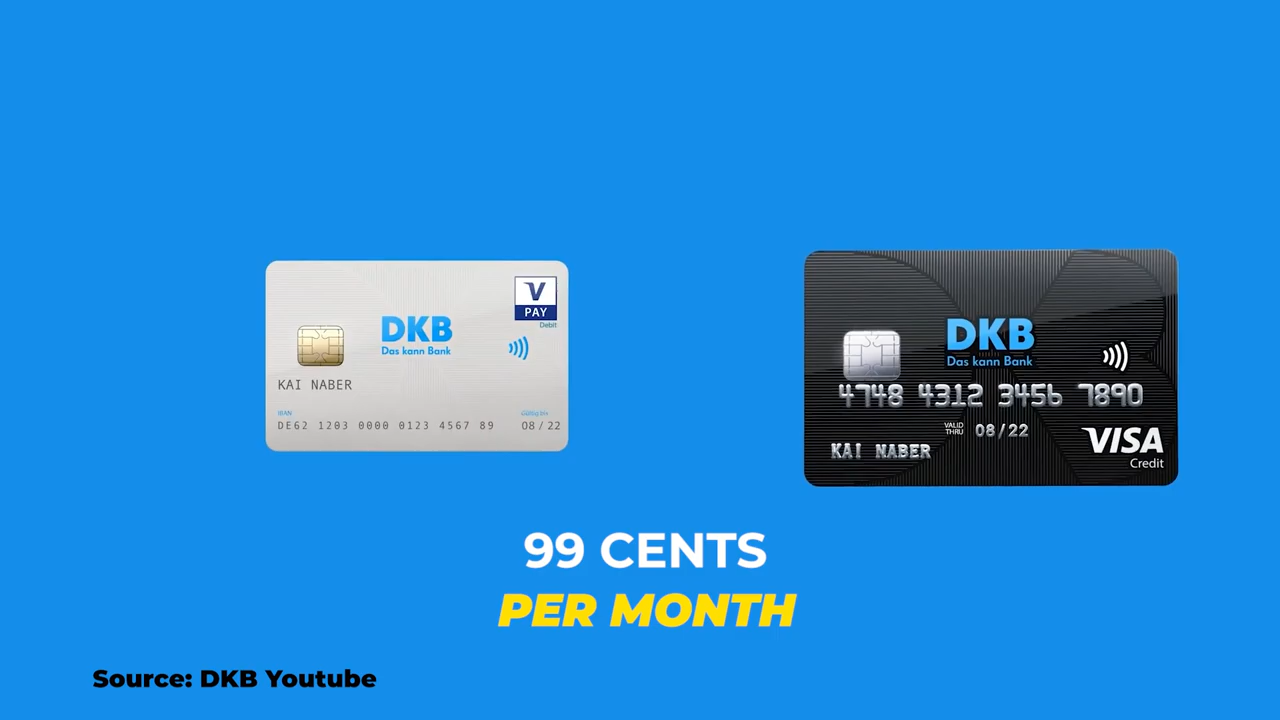 V
PAY
Debit
DKB
Das kann Bank
KAI NABER
IBAN
Gültig bis
DE62 1203 0000 0123 4567 89
08/22
DKB
Das kann Bank
4748 4312 3456 7890
VALID
THRU
08/22
KAI NABER
VISA
Credit
99 CENTS
PER MONTH
Source: DKB Youtube